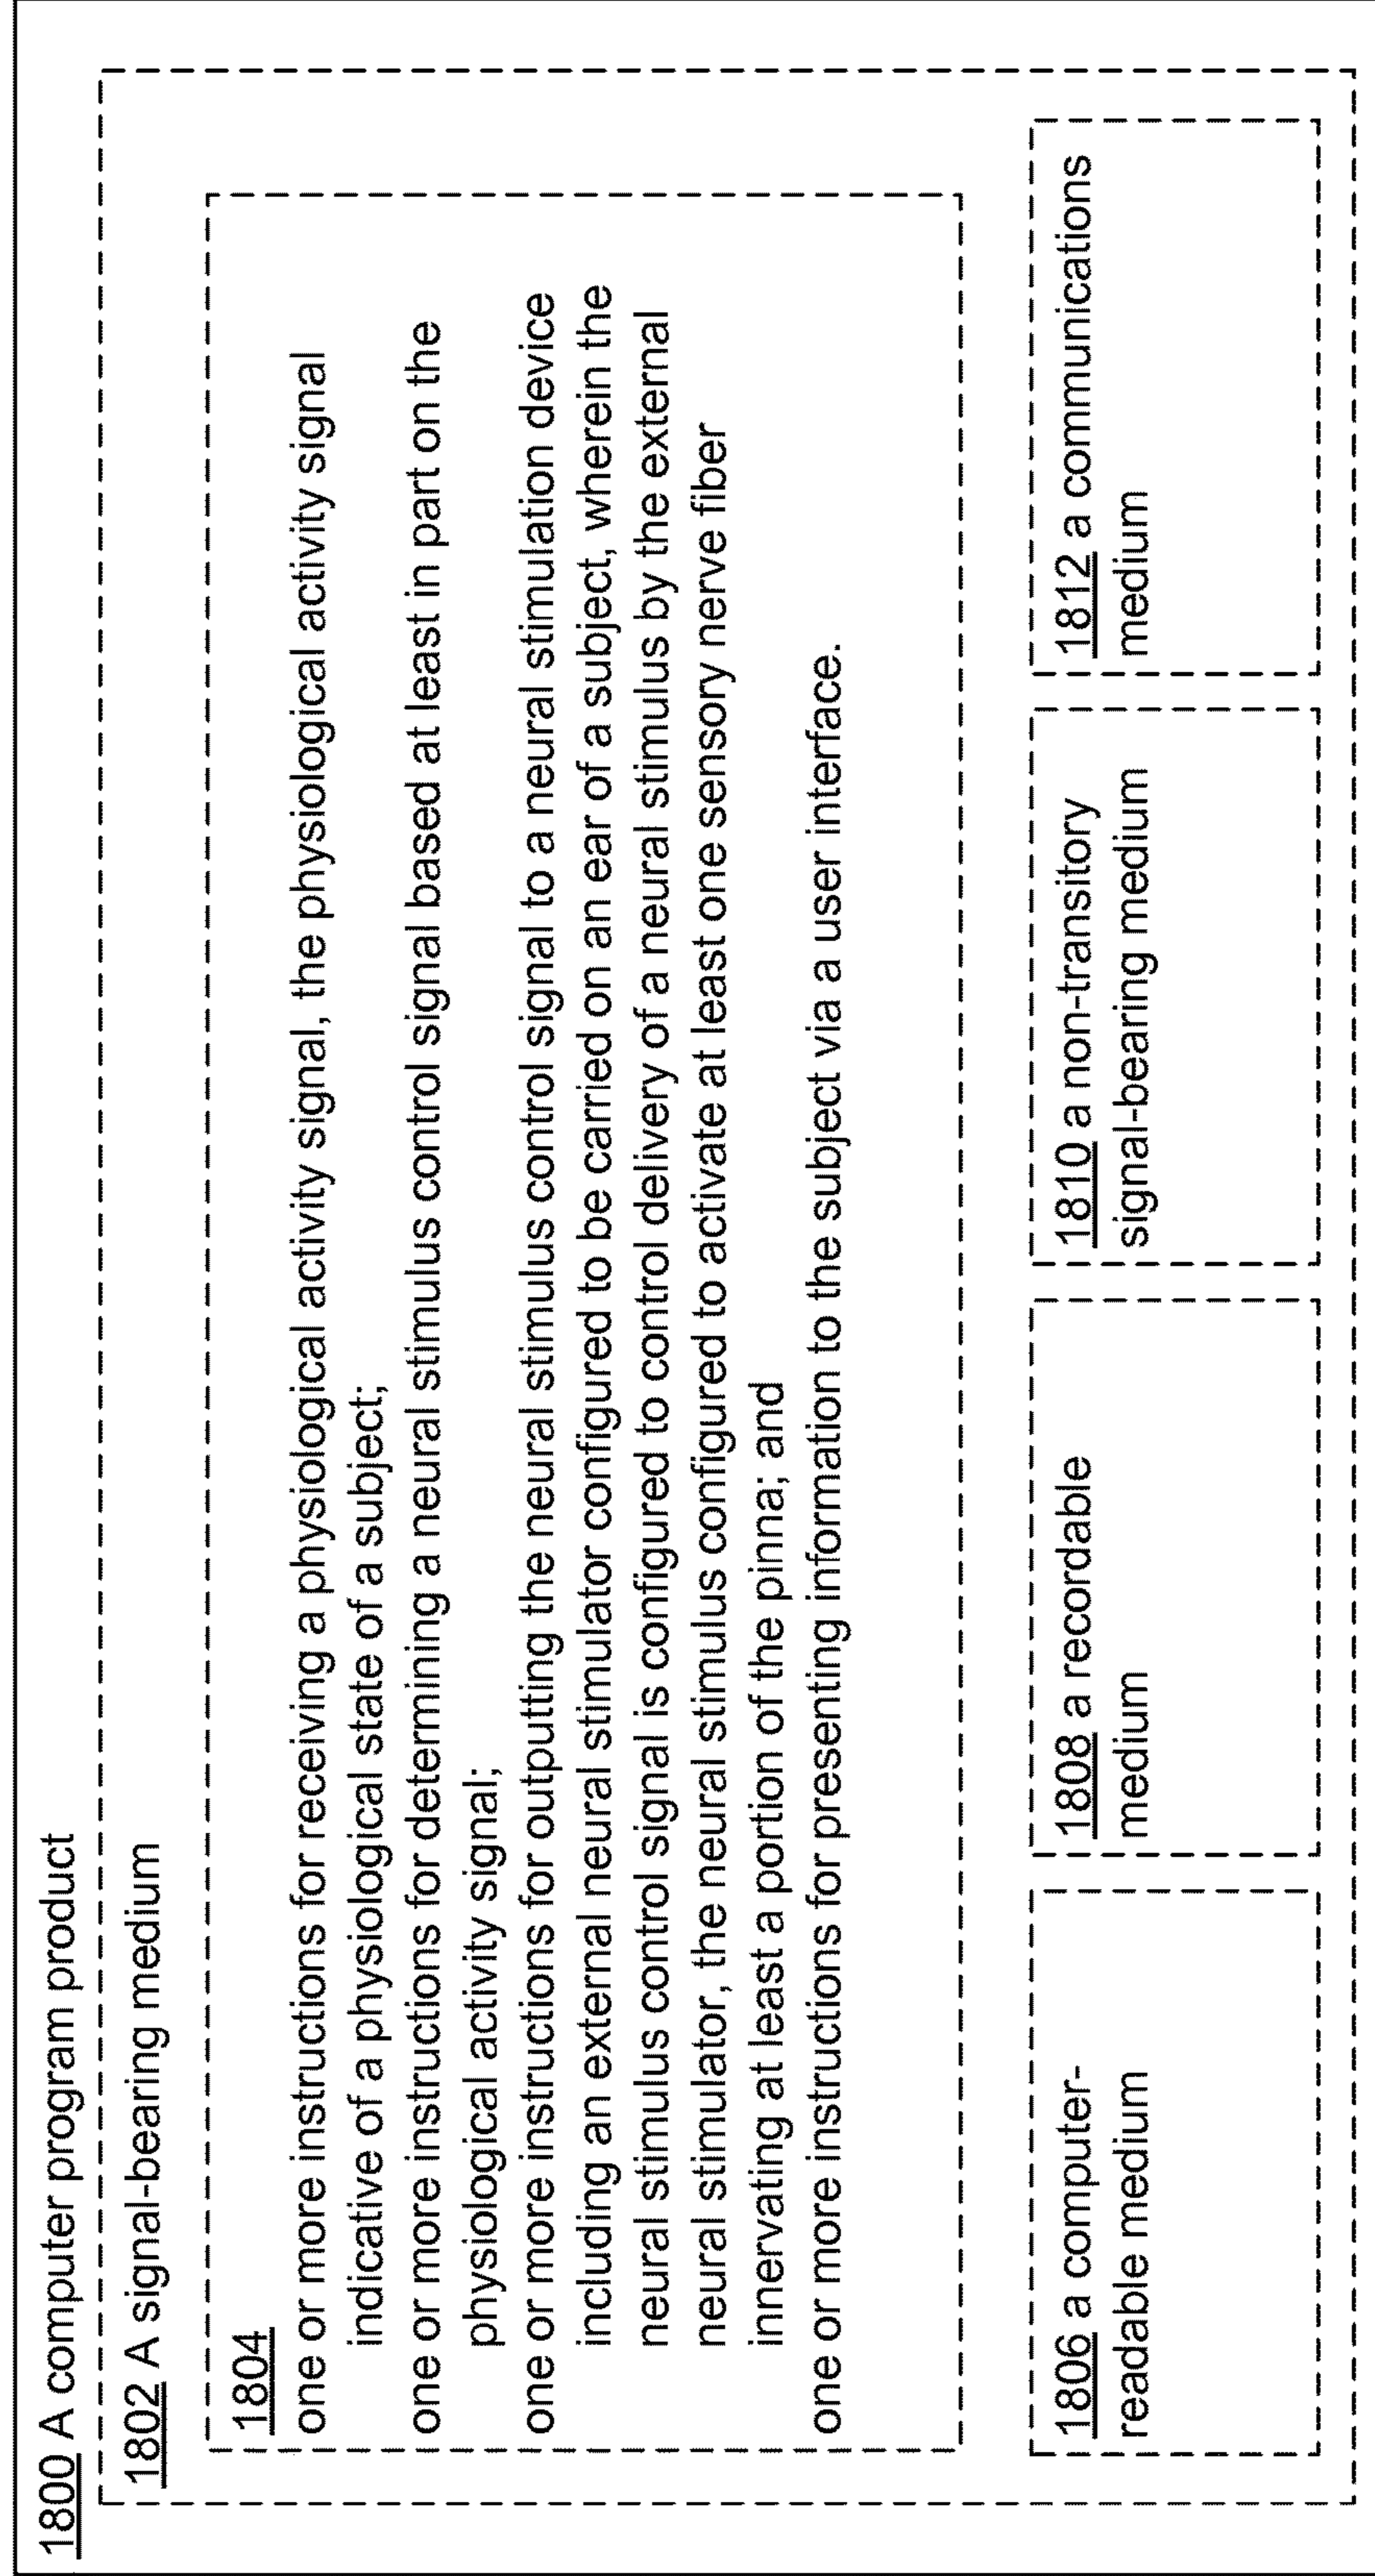 1800 A computer program product
1802 A signal-bearing medium
1804
one or more instructions for receiving a physiological activity signal, the physiological activity signal
indicative of a physiological state of a subject;
one or more instructions for determining a neural stimulus control signal based at least in part on the
physiological activity signal;
one or more instructions for outputting the neural stimulus control signal to a neural stimulation device
including an external neural stimulator configured to be carried on an ear of a subject, wherein the
neural stimulus control signal is configured to control delivery of a neural stimulus by the external
neural stimulator, the neural stimulus configured to activate at least one sensory nerve fiber
innervating at least a portion of the pinna; and
one or more instructions for presenting information to the subject via a user interface.
1806 a computer-
readable medium
1808 a recordable
medium
1810 a non-transitory
signal-bearing medium
1812 a communications
medium